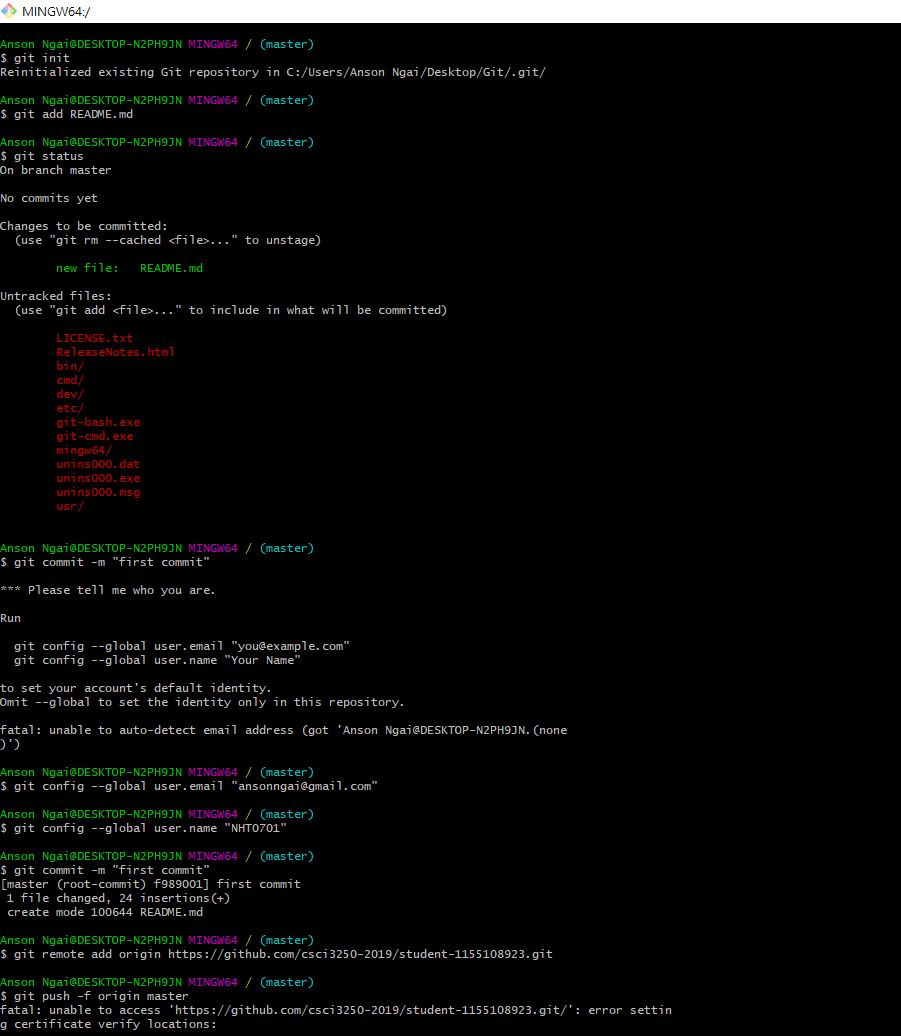 MINGW64:/
Anson Ngai@DESKTOP-N2PH9JN MINGW64 / (master)
$ git init
Reinitialized existing Git repository in C:/Users/Anson Ngai/Desktop/Git/.git/
Anson Ngai@DESKTOP-N2PH9JN MINGW64 / (master)
$ git add README.md
Anson Ngai@DESKTOP-N2PH9JN MINGW64 / (master)
$ git status
On branch master
No commits yet
Changes to be committed:
(use "git rm --cached <file>..." to unstage)
new file: README.md
Untracked files:
(use "git add <file>..." to include in what will be committed)
LICENSE.txt
ReleaseNotes.html
bin/
cmd/
dev/
etc/
git-bash.exe
git-cmd.exe
mingw64/
unins000.dat
unins000.exe
unins000.msg
usr/
Anson Ngai@DESKTOP-N2PH9JN MINGW64 / (master)
$ git commit -m "first commit"
*** Please tell me who you are.
Run
git config --global user.email "you@example.com"
git config --global user.name "Your Name"
to set your account's default identity.
Omit --global to set the identity only in this repository.
fatal: unable to auto-detect email address (got 'Anson Ngai@DESKTOP-N2PH9JN.(none
)')
Anson Ngai@DESKTOP-N2PH9JN MINGW64 / (master)
$ git config --global user.email "ansonngai@gmail.com"
Anson Ngai@DESKTOP-N2PH9JN MINGW64 / (master)
$ git config --global user.name "NHT0701"
Anson Ngai@DESKTOP-N2PH9JN MINGW64 / (master)
$ git commit -m "first commit"
[master (root-commit) f989001] first commit
1 file changed, 24 insertions(+)
create mode 100644 README.md
Anson Ngai@DESKTOP-N2PH9JN MINGW64 / (master)
$ git remote add origin https://github.com/csci3250-2019/student-1155108923.git
Anson Ngai@DESKTOP-N2PH9JN MINGW64 / (master)
$ git push -f origin master
fatal: unable to access 'https://github.com/csci3250-2019/student-1155108923.git/': error settin
g certificate verify locations: